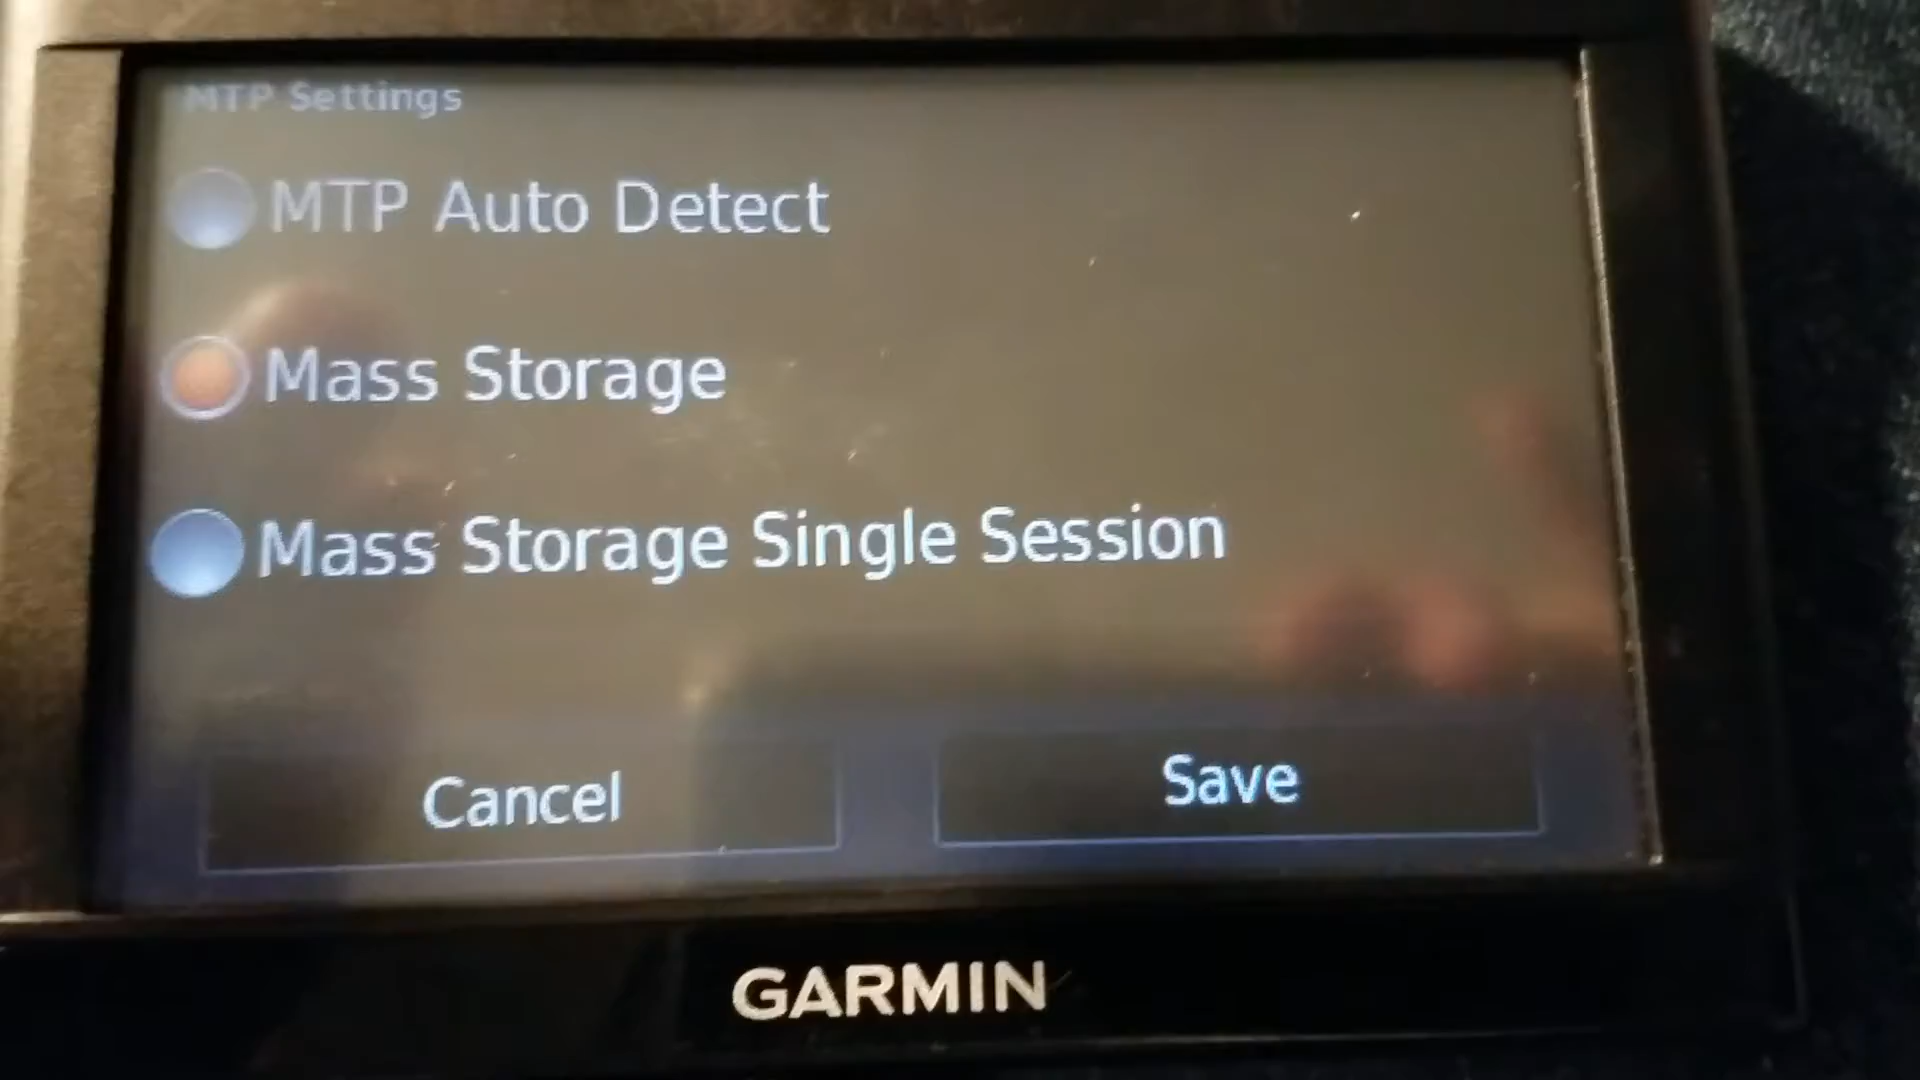 MTP Settings
MTP Auto Detect
Mass Storage
Mass Storage Single Session
Cancel
Save
GARMIN